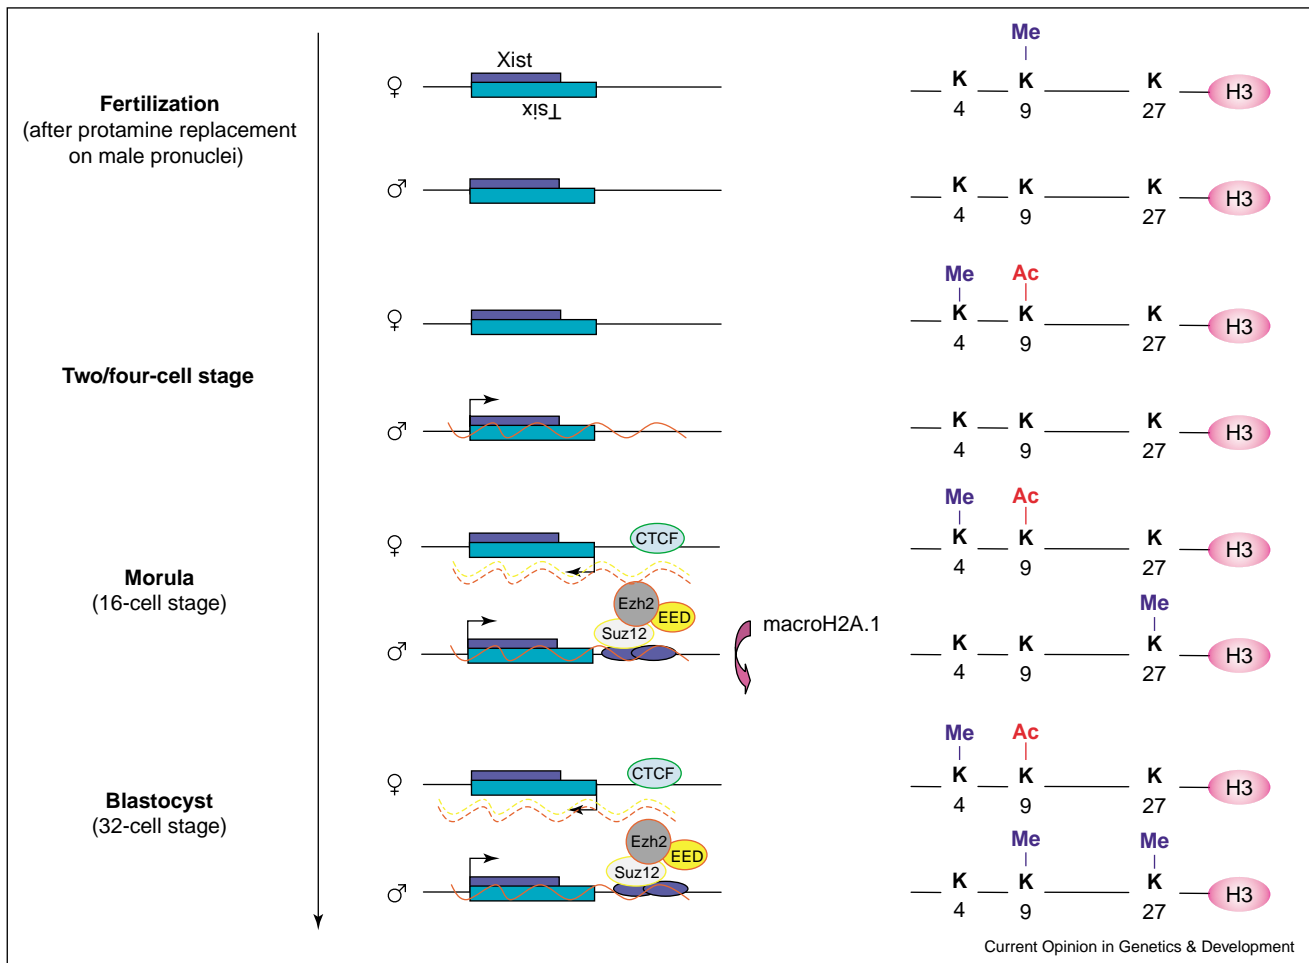 Xist
Tsix
♀
Fertilization
(after protamine replacement
on male pronuclei)
♂
Me
K K K H3
4 9 27
K K K H3
4 9 27
Two/four-cell stage
♀
♂
Me Ac
K K K H3
4 9 27
K K K H3
4 9 27
Morula
(16-cell stage)
♀
CTCF
Ezh2
EED
Suz12
♂
macroH2A.1
Me Ac
K K K H3
4 9 27
Me
K K K H3
4 9 27
Blastocyst
(32-cell stage)
♀
CTCF
Ezh2
EED
Suz12
♂
Me Ac
K K K H3
4 9 27
Me Me
K K K H3
4 9 27
Current Opinion in Genetics & Development